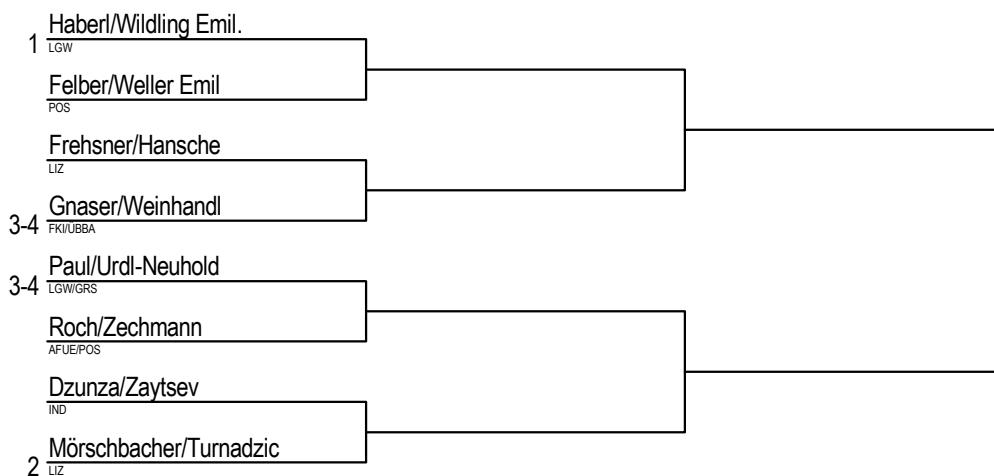 Haberl/Wildling Emil.
1
LGW
Felber/Weller Emil
POS
Frehsner/Hansche
LIZ
Gnaser/Weinhandl
3-4
FKI/ÜBBA
Paul/Urdl-Neuhold
3-4
LGW/GRS
Roch/Zechmann
AFUE/POS
Dzunza/Zaytsev
IND
Mörschbacher/Turnadzic
2
LIZ